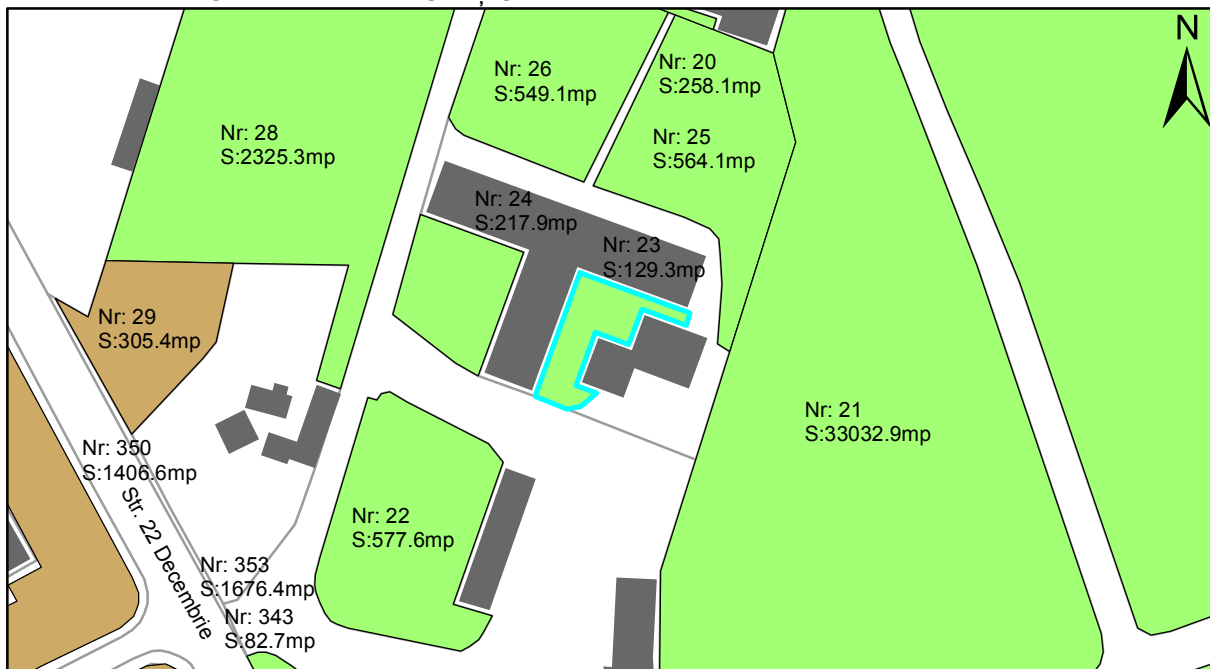 N
Nr: 26
S:549.1mp
Nr: 20
S:258.1mp
Nr: 28
S:2325.3mp
Nr: 25
S:564.1mp
Nr: 24
S:217.9mp
Nr: 23
S:129.3mp
Nr: 29
S:305.4mp
Nr: 21
S:33032.9mp
Nr: 350
S:1406.6mp
Str. 22 Decembrie
Nr: 22
S:577.6mp
Nr: 353
S:1676.4mp
Nr: 343
S:82.7mp